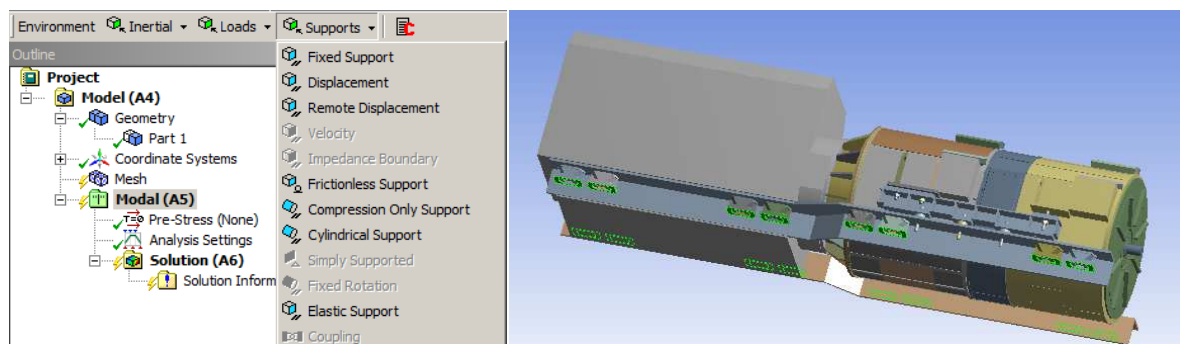 Environment Inertial Loads Supports
Outline
Project
Model (A4)
Geometry
Part 1
Coordinate Systems
Mesh
Modal (A5)
Pre-Stress (None)
Analysis Settings
Solution (A6)
Solution Inform
Fixed Support
Displacement
Remote Displacement
Velocity
Impedance Boundary
Frictionless Support
Compression Only Support
Cylindrical Support
Simply Supported
Fixed Rotation
Elastic Support
Coupling